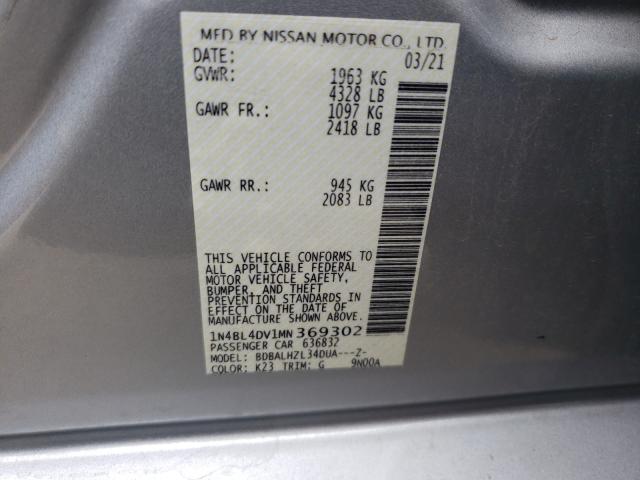 MFD BY NISSAN MOTOR CO., LTD.
DATE: 03/21
GVWR: 1963 KG
4328 LB
GAWR FR.: 1097 KG
2418 LB
GAWR RR.: 945 KG
2083 LB
THIS VEHICLE CONFORMS TO
ALL APPLICABLE FEDERAL
MOTOR VEHICLE SAFETY,
BUMPER, AND THEFT
PREVENTION STANDARDS IN
EFFECT ON THE DATE OF
MANUFACTURE SHOWN ABOVE.
1N4BL4DV1MN369302
PASSENGER CAR 636832
MODEL: BDBALHZL34DUA---Z-
COLOR: K23 TRIM: G 9N00A